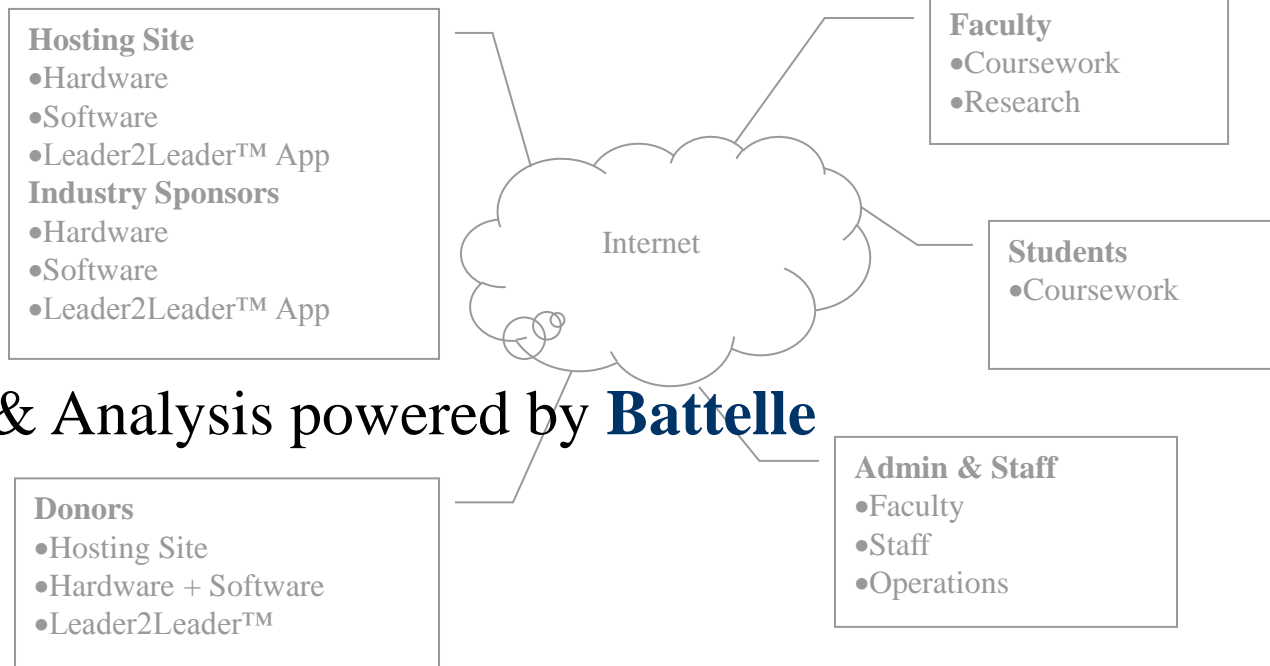 Hosting Site
•Hardware
•Software
•Leader2Leader™ App
Industry Sponsors
•Hardware
•Software
•Leader2Leader™ App
Faculty
•Coursework
•Research
Internet
Students
•Coursework
& Analysis powered by Battelle
Donors
•Hosting Site
•Hardware + Software
•Leader2Leader™
Admin & Staff
•Faculty
•Staff
•Operations